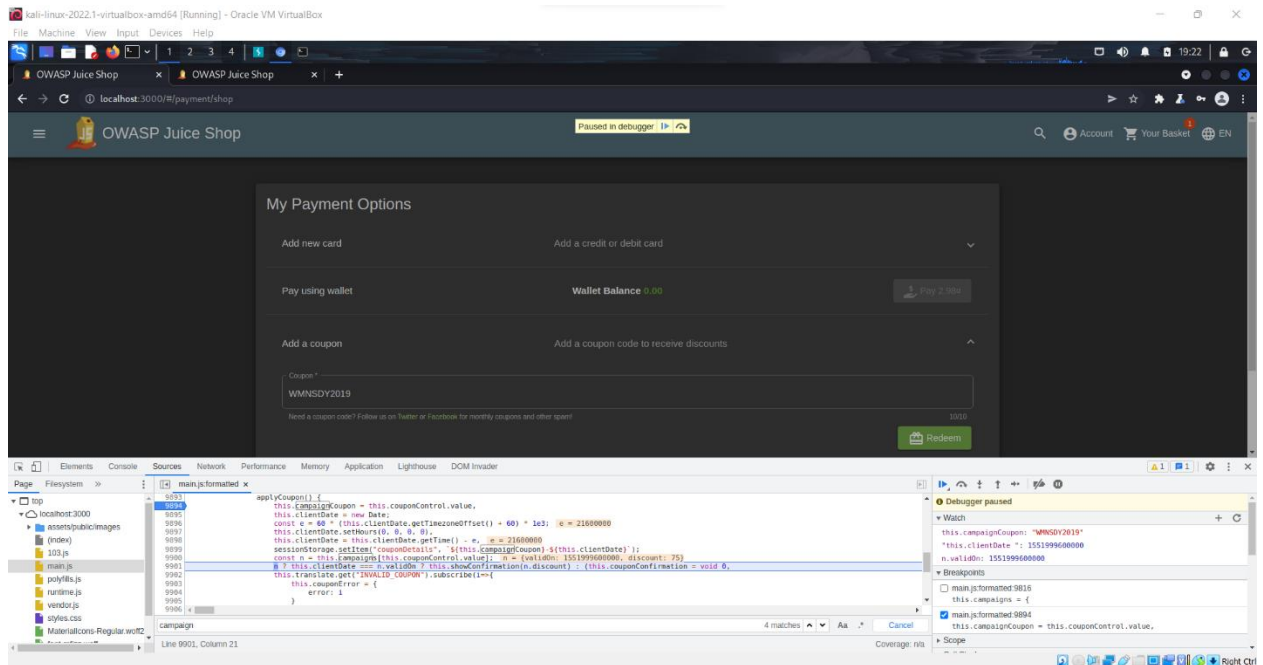 kali-linux-2022.1-virtualbox-amd64 [Running] - Oracle VM VirtualBox
File Machine View Input Devices Help
1 2 3 4 19:22
OWASP Juice Shop × OWASP Juice Shop × +
localhost:3000/#/payment/shop
OWASP Juice Shop Paused in debugger Account Your Basket 1 EN
My Payment Options
Add new card Add a credit or debit card
Pay using wallet Wallet Balance 0.00 Pay 2.98¤
Add a coupon Add a coupon code to receive discounts
Coupon *
WMNSDY2019
Need a coupon code? Follow us on Twitter or Facebook for monthly coupons and other spam! 10/10
Redeem
Elements Console Sources Network Performance Memory Application Lighthouse DOM Invader 1 1
Page Filesystem » main.js:formatted ×
top
localhost:3000
assets/public/images
(index)
103.js
main.js
polyfills.js
runtime.js
vendor.js
styles.css
MaterialIcons-Regular.woff2
9893 applyCoupon() {
9894 this.campaignCoupon = this.couponControl.value,
9895 this.clientDate = new Date;
9896 const e = 60 * (this.clientDate.getTimezoneOffset() + 60) * 1e3; e = 21600000
9897 this.clientDate.setHours(0, 0, 0, 0),
9898 this.clientDate = this.clientDate.getTime() - e, e = 21600000
9899 sessionStorage.setItem("couponDetails", `${this.campaignCoupon}-${this.clientDate}`);
9900 const n = this.campaigns[this.couponControl.value]; n = {validOn: 1551999600000, discount: 75}
9901 n ? this.clientDate === n.validOn ? this.showConfirmation(n.discount) : (this.couponConfirmation = void 0,
9902 this.translate.get("INVALID_COUPON").subscribe(i=>{
9903 this.couponError = {
9904 error: i
9905 }
9906
campaign 4 matches Aa .* Cancel
Line 9901, Column 21 Coverage: n/a
Debugger paused
Watch
this.campaignCoupon: "WMNSDY2019"
"this.clientDate ": 1551999600000
n.validOn: 1551999600000
Breakpoints
main.js:formatted:9816
this.campaigns = {
main.js:formatted:9894
this.campaignCoupon = this.couponControl.value,
Scope
Right Ctrl